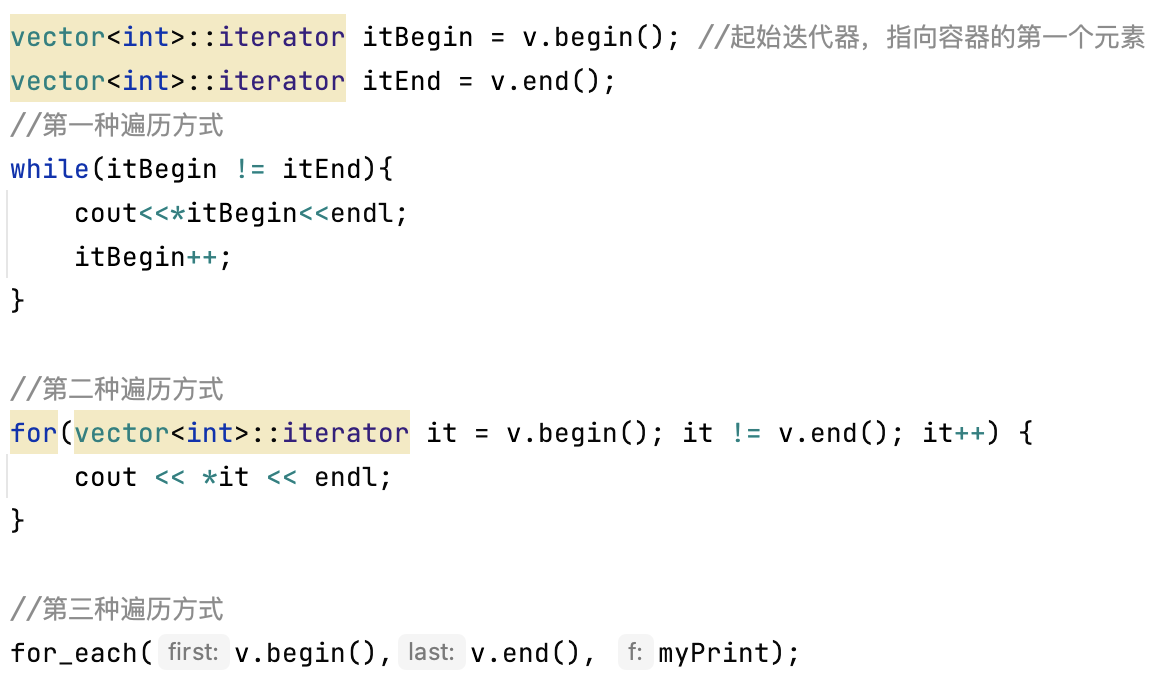 vector<int>::iterator itBegin = v.begin(); //起始迭代器，指向容器的第一个元素
vector<int>::iterator itEnd = v.end();
//第一种遍历方式
while(itBegin != itEnd){
    cout<<*itBegin<<endl;
    itBegin++;
}

//第二种遍历方式
for(vector<int>::iterator it = v.begin(); it != v.end(); it++) {
    cout << *it << endl;
}

//第三种遍历方式
for_each( first: v.begin(), last: v.end(), f: myPrint);